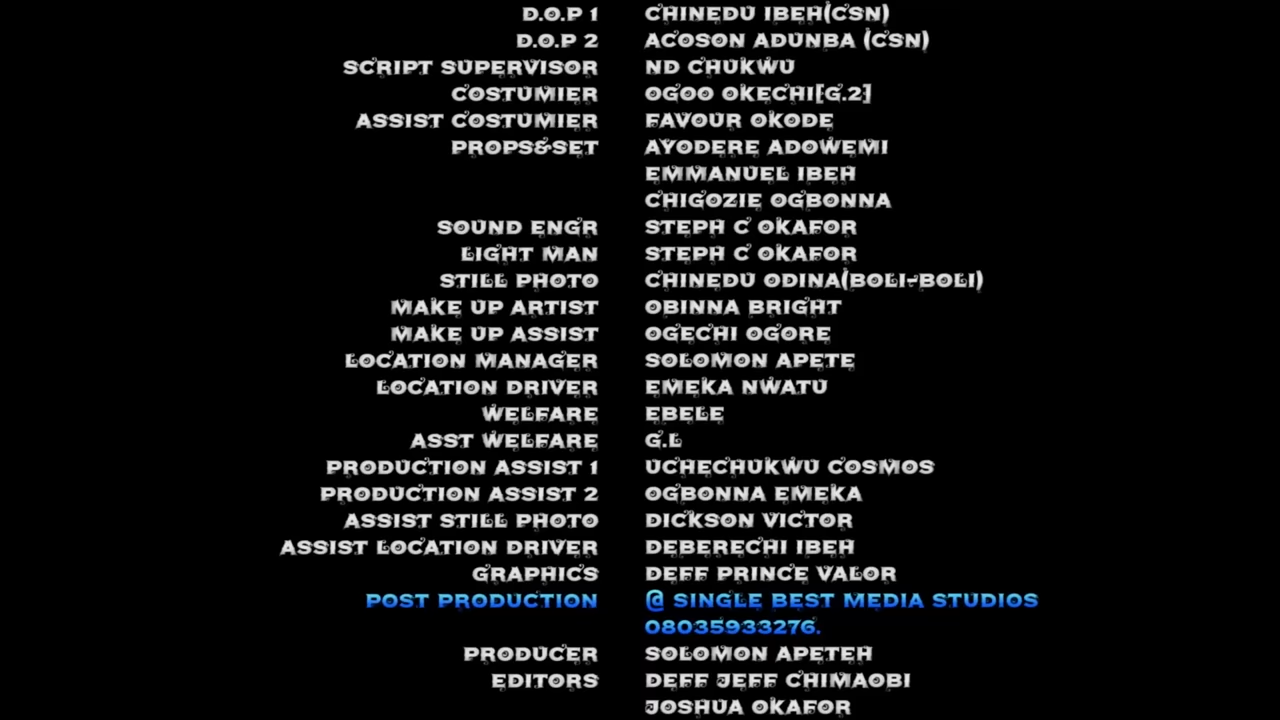 D.O.P 1 CHINEDU IBEH(CSN)
D.O.P 2 ACOSON ADUNBA (CSN)
SCRIPT SUPERVISOR ND CHUKWU
COSTUMIER OGOO OKECHI[G.2]
ASSIST COSTUMIER FAVOUR OKODE
PROPS&SET AYODERE ADOWEMI
EMMANUEL IBEH
CHIGOZIE OGBONNA
SOUND ENGR STEPH C OKAFOR
LIGHT MAN STEPH C OKAFOR
STILL PHOTO CHINEDU ODINA(BOLI-BOLI)
MAKE UP ARTIST OBINNA BRIGHT
MAKE UP ASSIST OGECHI OGORE
LOCATION MANAGER SOLOMON APETE
LOCATION DRIVER EMEKA NWATU
WELFARE EBELE
ASST WELFARE G.L
PRODUCTION ASSIST 1 UCHECHUKWU COSMOS
PRODUCTION ASSIST 2 OGBONNA EMEKA
ASSIST STILL PHOTO DICKSON VICTOR
ASSIST LOCATION DRIVER DEBERECHI IBEH
GRAPHICS DEFF PRINCE VALOR
POST PRODUCTION @ SINGLE BEST MEDIA STUDIOS
08035933276.
PRODUCER SOLOMON APETEH
EDITORS DEFF JEFF CHIMAOBI
JOSHUA OKAFOR